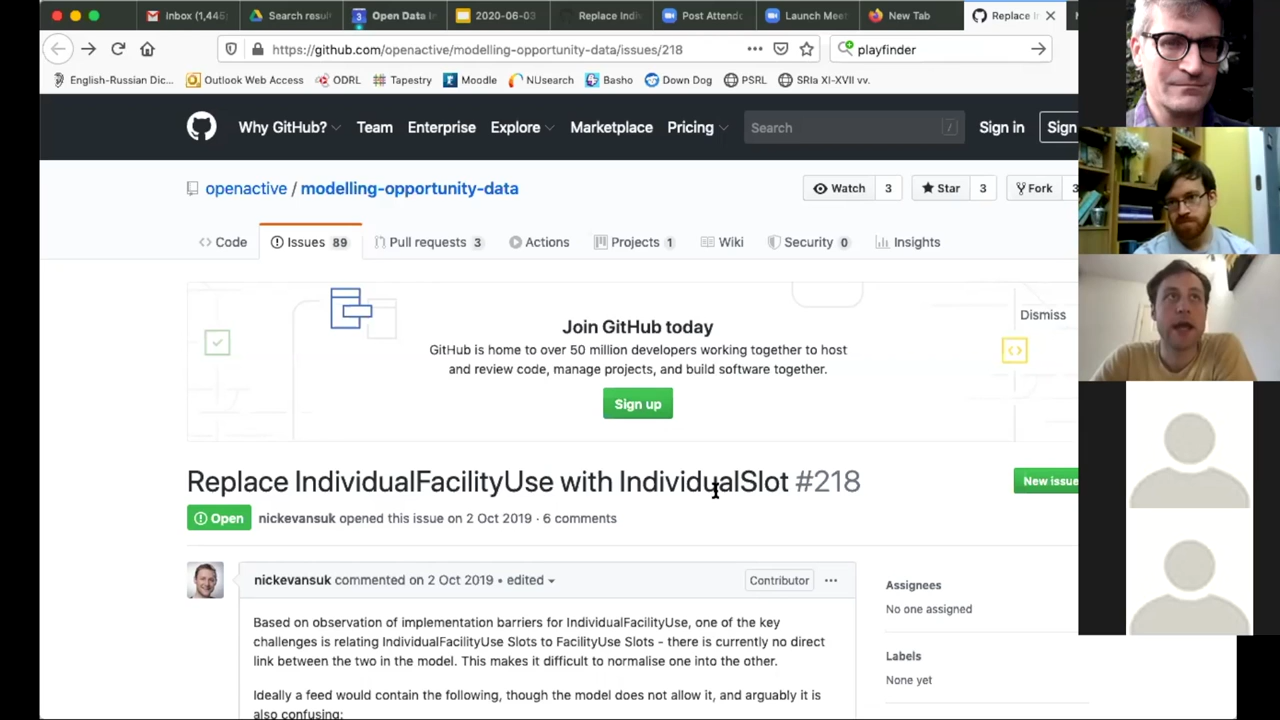 Inbox (1,445
Search resul
Open Data In
2020-06-03
Replace Indiv
Post Attende
Launch Meet
New Tab
Replace In
https://github.com/openactive/modelling-opportunity-data/issues/218
playfinder
English-Russian Dic...
Outlook Web Access
ODRL
Tapestry
Moodle
NUsearch
Basho
Down Dog
PSRL
SRIa XI-XVII vv.
Why GitHub? Team Enterprise Explore Marketplace Pricing Search / Sign in Sign
openactive / modelling-opportunity-data
Watch 3 Star 3 Fork 3
Code Issues 89 Pull requests 3 Actions Projects 1 Wiki Security 0 Insights
Join GitHub today
Dismiss
GitHub is home to over 50 million developers working together to host
and review code, manage projects, and build software together.
Sign up
Replace IndividualFacilityUse with IndividualSlot #218
New issue
Open nickevansuk opened this issue on 2 Oct 2019 · 6 comments
nickevansuk commented on 2 Oct 2019 • edited
Contributor
Based on observation of implementation barriers for IndividualFacilityUse, one of the key
challenges is relating IndividualFacilityUse Slots to FacilityUse Slots - there is currently no direct
link between the two in the model. This makes it difficult to normalise one into the other.
Ideally a feed would contain the following, though the model does not allow it, and arguably it is
also confusing:
Assignees
No one assigned
Labels
None yet